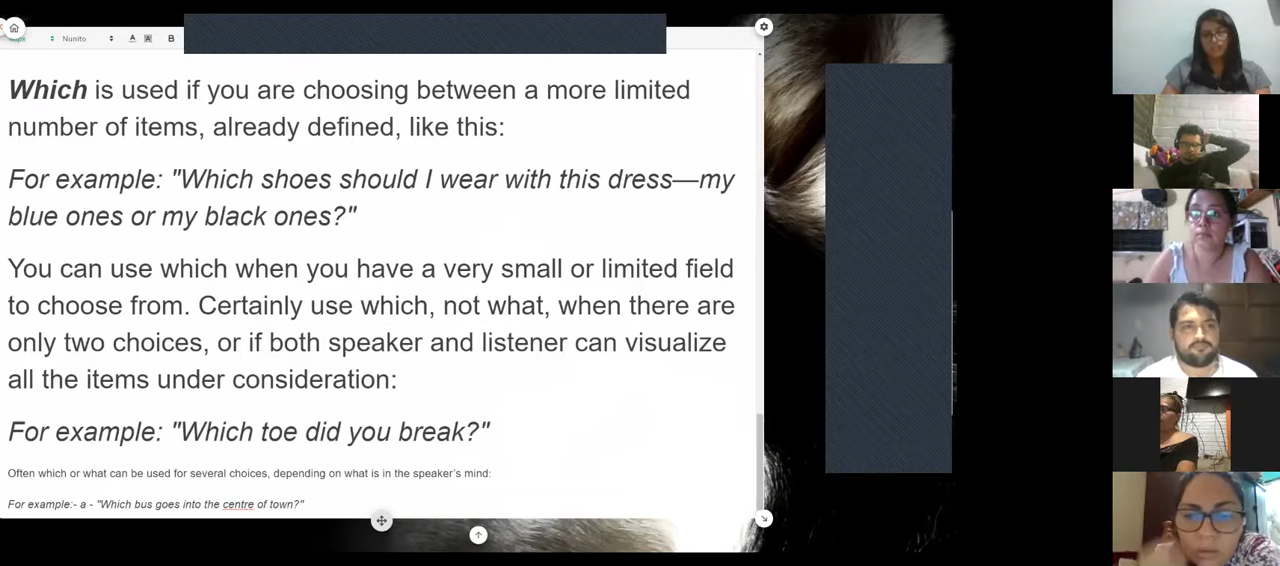 Nunito
A A B
Which is used if you are choosing between a more limited
number of items, already defined, like this:
For example: "Which shoes should I wear with this dress—my
blue ones or my black ones?"
You can use which when you have a very small or limited field
to choose from. Certainly use which, not what, when there are
only two choices, or if both speaker and listener can visualize
all the items under consideration:
For example: "Which toe did you break?"
Often which or what can be used for several choices, depending on what is in the speaker's mind:
For example:- a - "Which bus goes into the centre of town?"